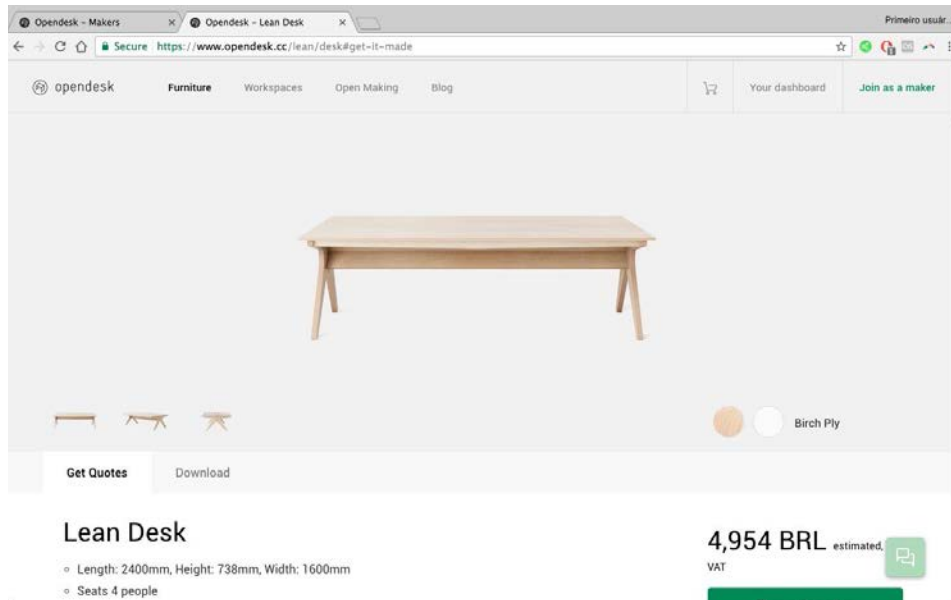 Opendesk – Makers
Opendesk – Lean Desk
Primeiro usuár...
Secure https://www.opendesk.cc/lean/desk#get-it-made
opendesk Furniture Workspaces Open Making Blog Your dashboard Join as a maker
Birch Ply
Get Quotes Download
Lean Desk
4,954 BRL estimated,
VAT
◦ Length: 2400mm, Height: 738mm, Width: 1600mm
◦ Seats 4 people